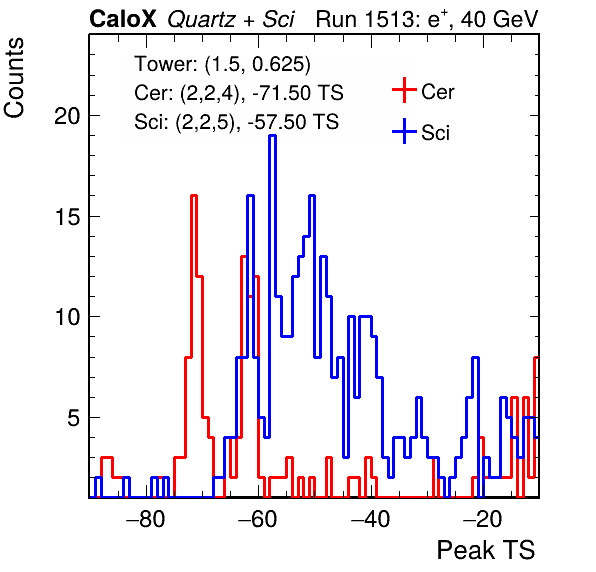 CaloX Quartz + Sci Run 1513: e+, 40 GeV
Counts
Tower: (1.5, 0.625)
Cer: (2,2,4), -71.50 TS
Sci: (2,2,5), -57.50 TS
Cer
Sci
20
15
10
5
−80 −60 −40 −20
Peak TS